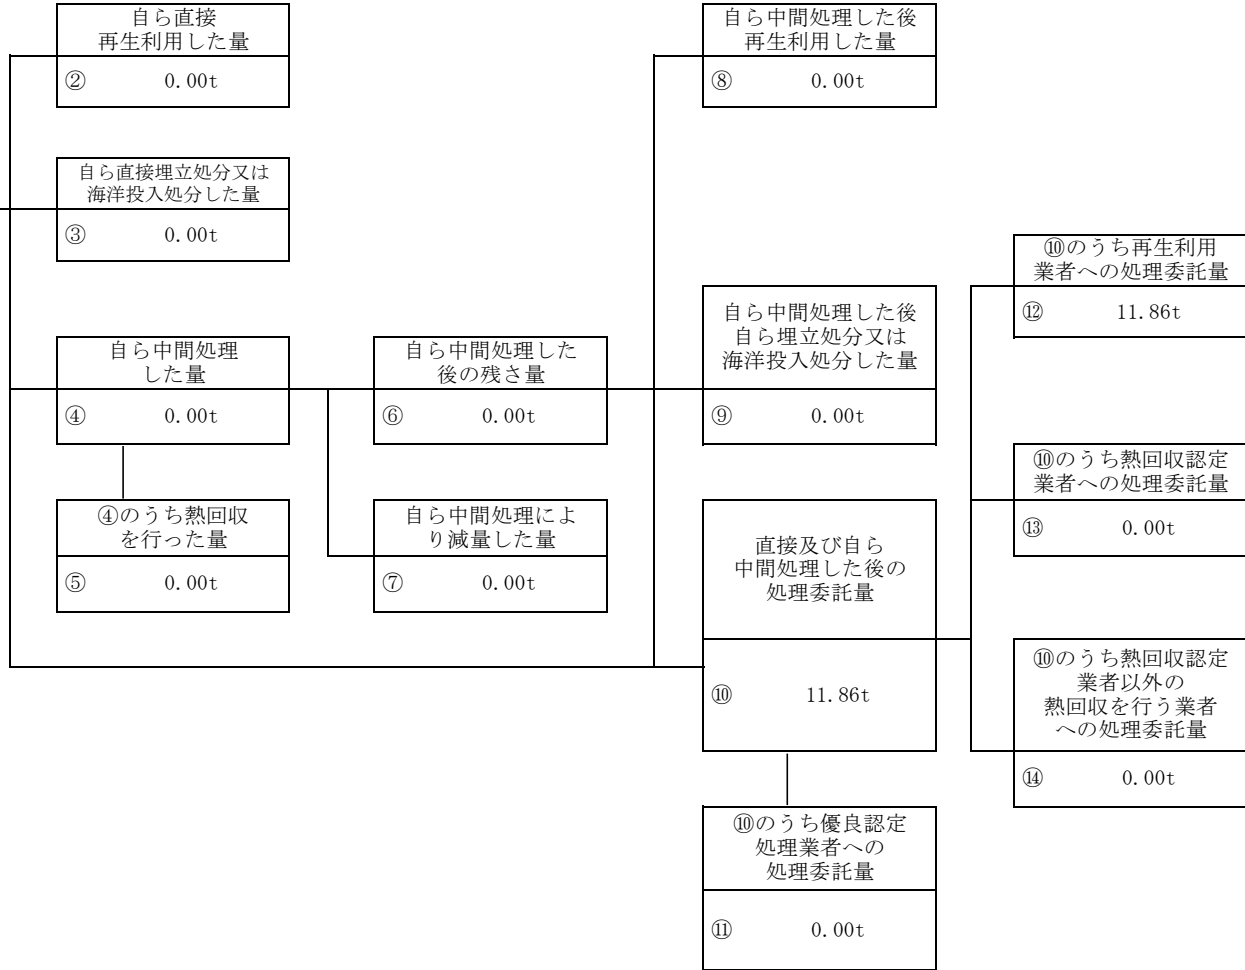 自ら直接
再生利用した量
② 0.00t
自ら中間処理した後
再生利用した量
⑧ 0.00t
自ら直接埋立処分又は
海洋投入処分した量
③ 0.00t
⑩のうち再生利用
業者への処理委託量
⑫ 11.86t
自ら中間処理した後
自ら埋立処分又は
海洋投入処分した量
⑨ 0.00t
自ら中間処理
した量
④ 0.00t
自ら中間処理した
後の残さ量
⑥ 0.00t
⑩のうち熱回収認定
業者への処理委託量
⑬ 0.00t
④のうち熱回収
を行った量
⑤ 0.00t
自ら中間処理によ
り減量した量
⑦ 0.00t
直接及び自ら
中間処理した後の
処理委託量
⑩ 11.86t
⑩のうち熱回収認定
業者以外の
熱回収を行う業者
への処理委託量
⑭ 0.00t
⑩のうち優良認定
処理業者への
処理委託量
⑪ 0.00t